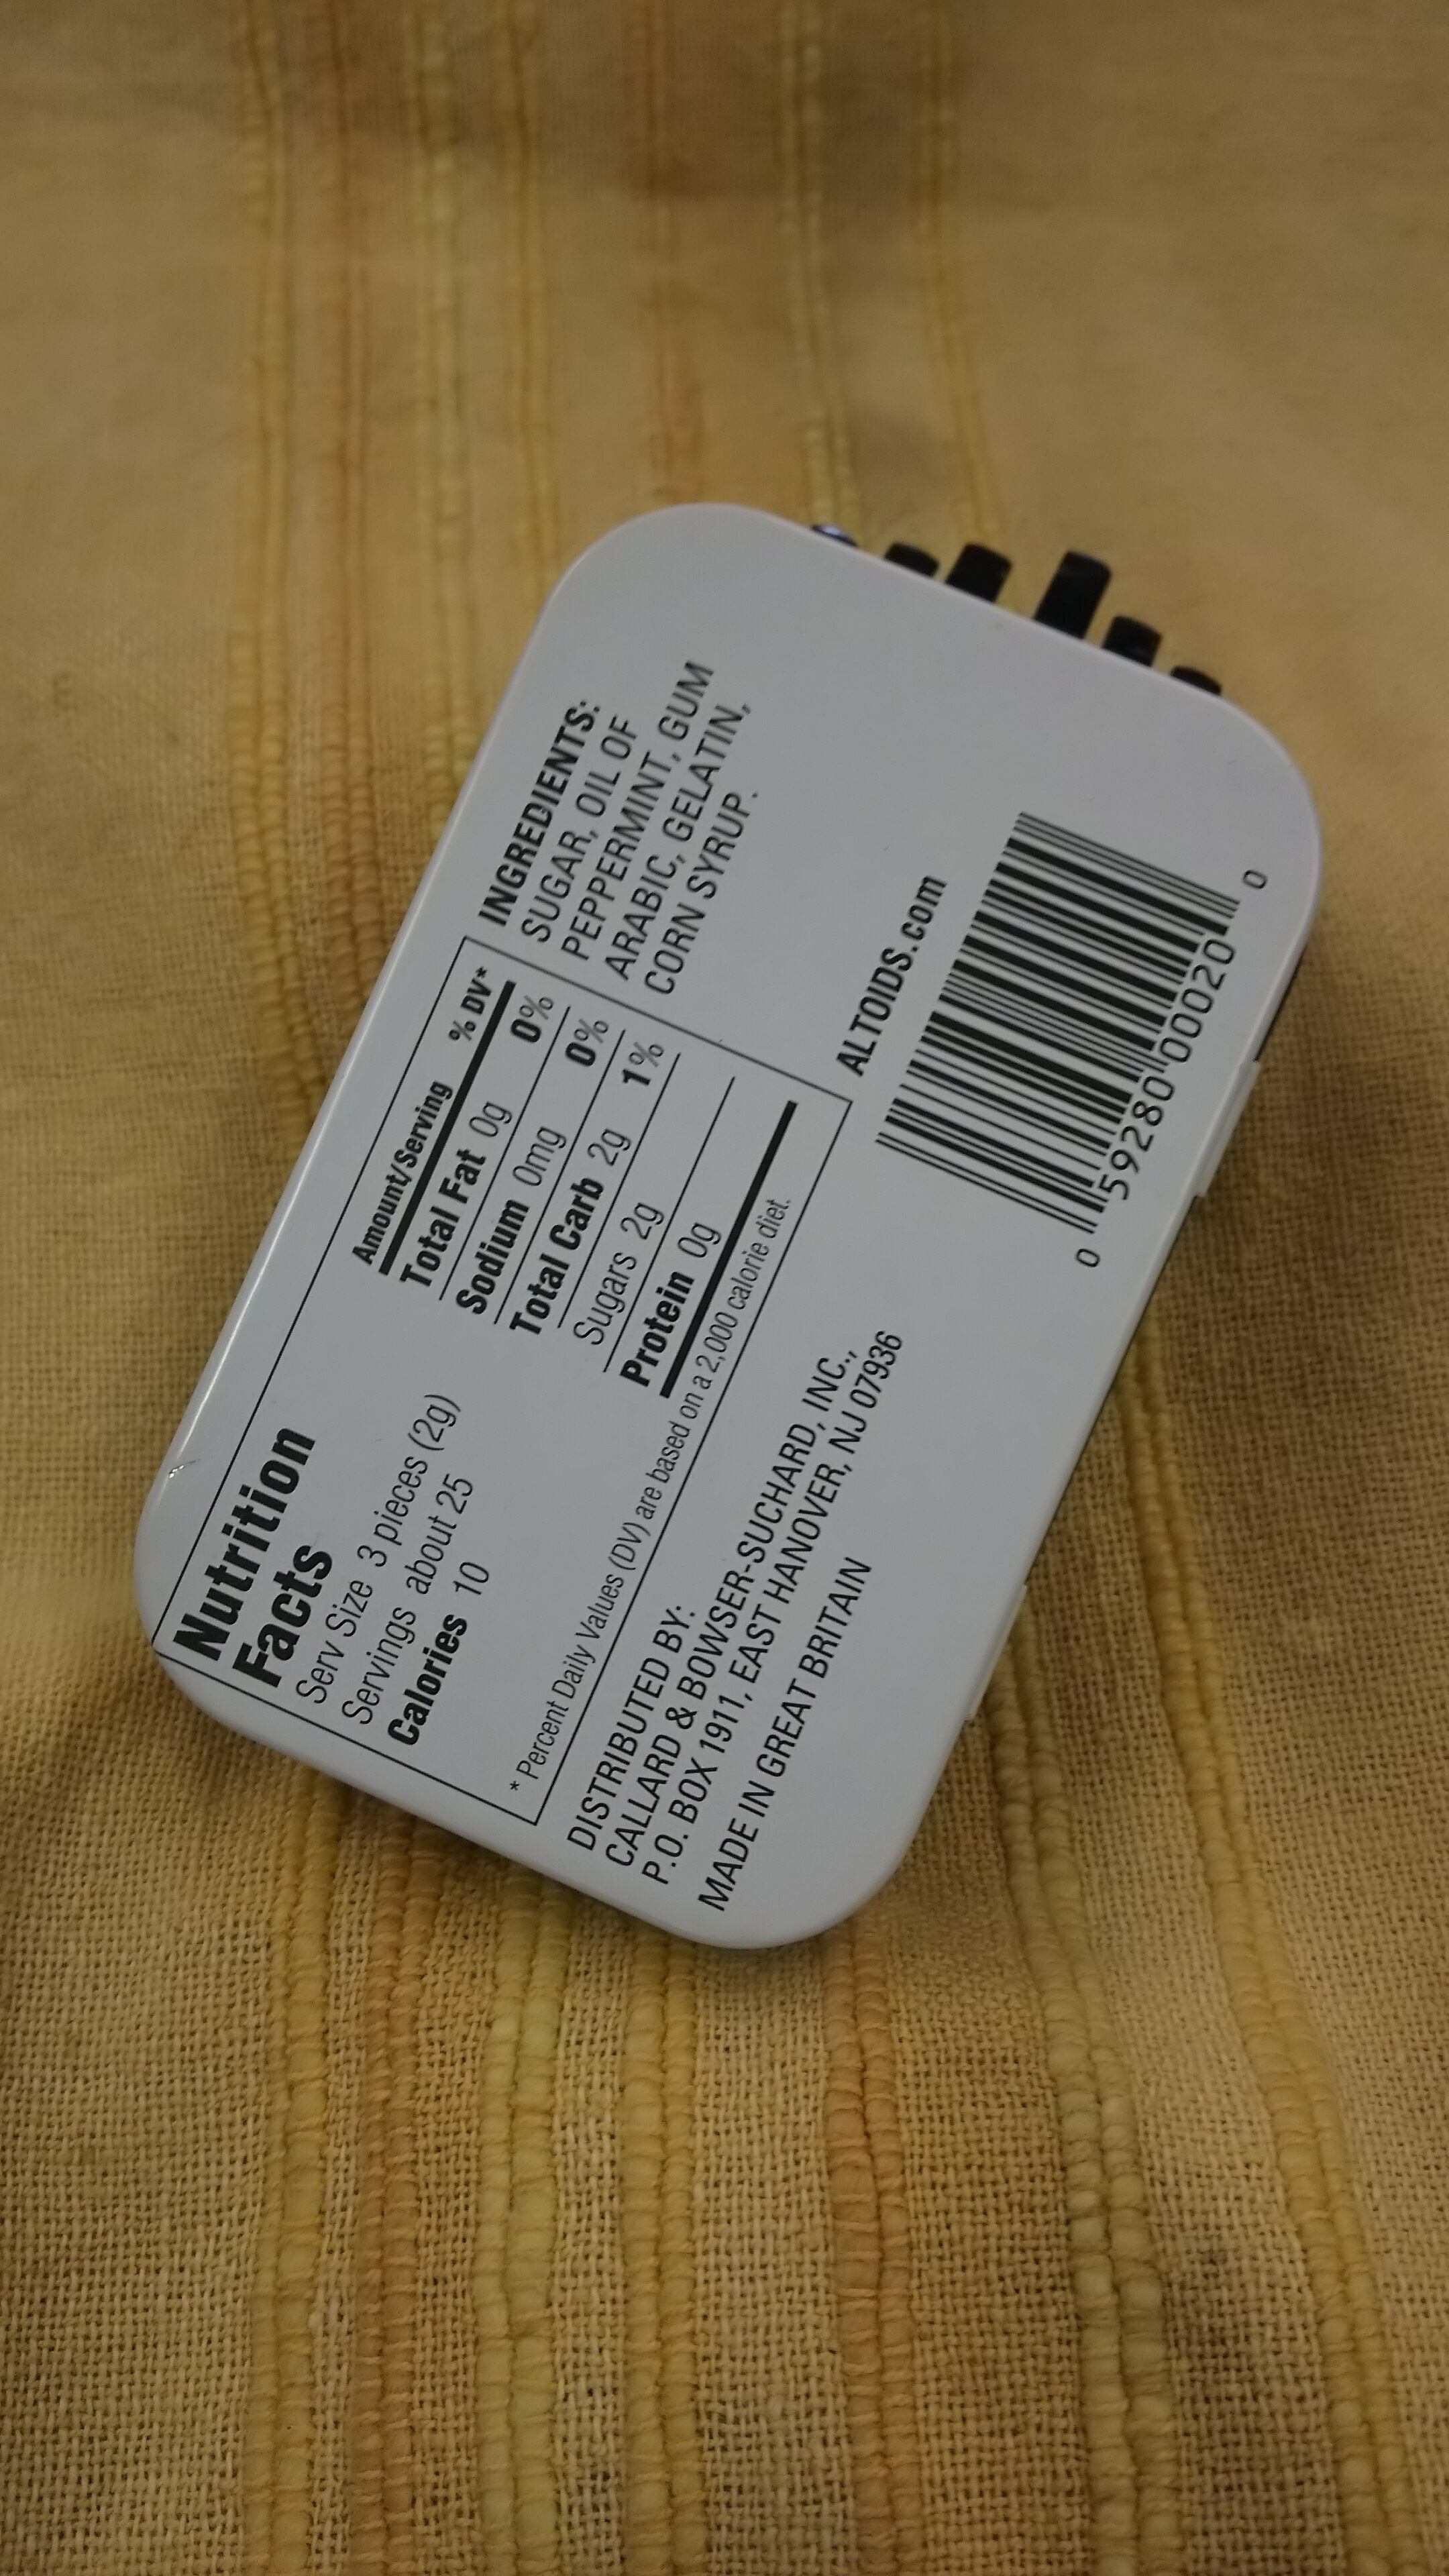 Nutrition
Facts
Serv Size 3 pieces (2g)
Servings about 25
Calories 10
Amount/Serving % DV*
Total Fat 0g 0%
Sodium 0mg 0%
Total Carb 2g 1%
Sugars 2g
Protein 0g
* Percent Daily Values (DV) are based on a 2,000 calorie diet.
INGREDIENTS:
SUGAR, OIL OF
PEPPERMINT, GUM
ARABIC, GELATIN,
CORN SYRUP.
DISTRIBUTED BY:
CALLARD & BOWSER-SUCHARD, INC.,
P.O. BOX 1911, EAST HANOVER, NJ 07936
MADE IN GREAT BRITAIN
ALTOIDS.com
0 59280 00020 0